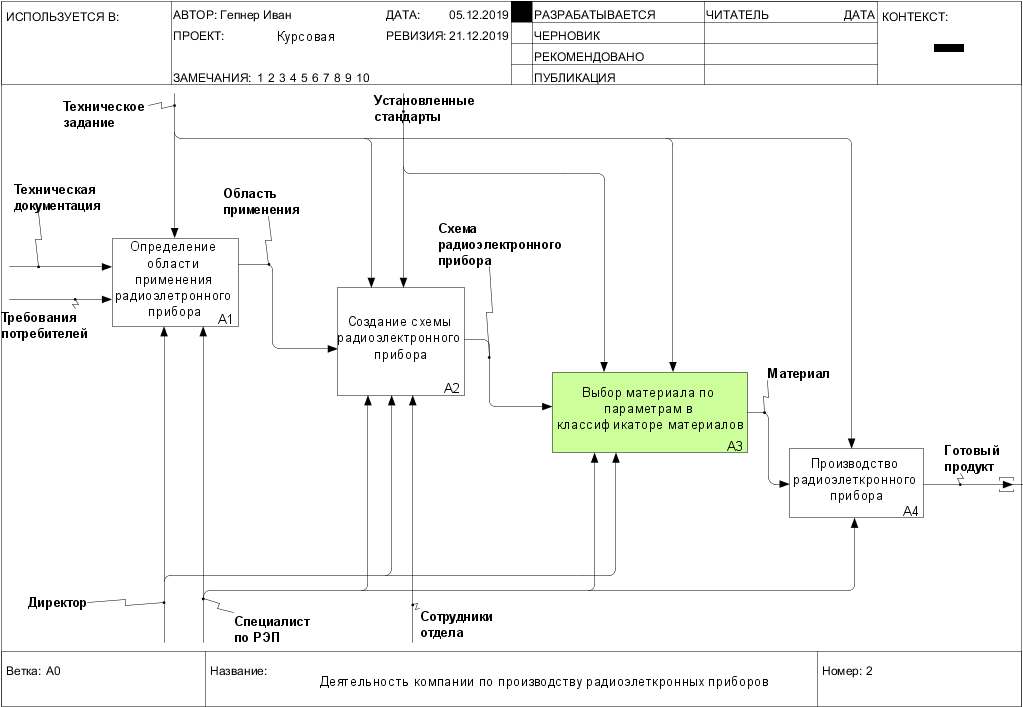 ИСПОЛЬЗУЕТСЯ В:
АВТОР: Гепнер Иван
ДАТА: 05.12.2019
РАЗРАБАТЫВАЕТСЯ
ЧИТАТЕЛЬ
ДАТА
КОНТЕКСТ:
ПРОЕКТ: Курсовая
РЕВИЗИЯ: 21.12.2019
ЧЕРНОВИК
РЕКОМЕНДОВАНО
ЗАМЕЧАНИЯ: 1 2 3 4 5 6 7 8 9 10
ПУБЛИКАЦИЯ
Техническое
задание
Установленные
стандарты
Техническая
документация
Область
применения
Схема
радиоэлектронного
прибора
Определение
области
применения
радиоэлетронного
прибора
A1
Требования
потребителей
Создание схемы
радиоэлектронного
прибора
A2
Выбор материала по
параметрам в
классификаторе материалов
A3
Материал
Производство
радиоэлеткронного
прибора
A4
Готовый
продукт
Директор
Специалист
по РЭП
Сотрудники
отдела
Ветка: A0
Название:
Деятельность компании по производству радиоэлеткронных приборов
Номер: 2